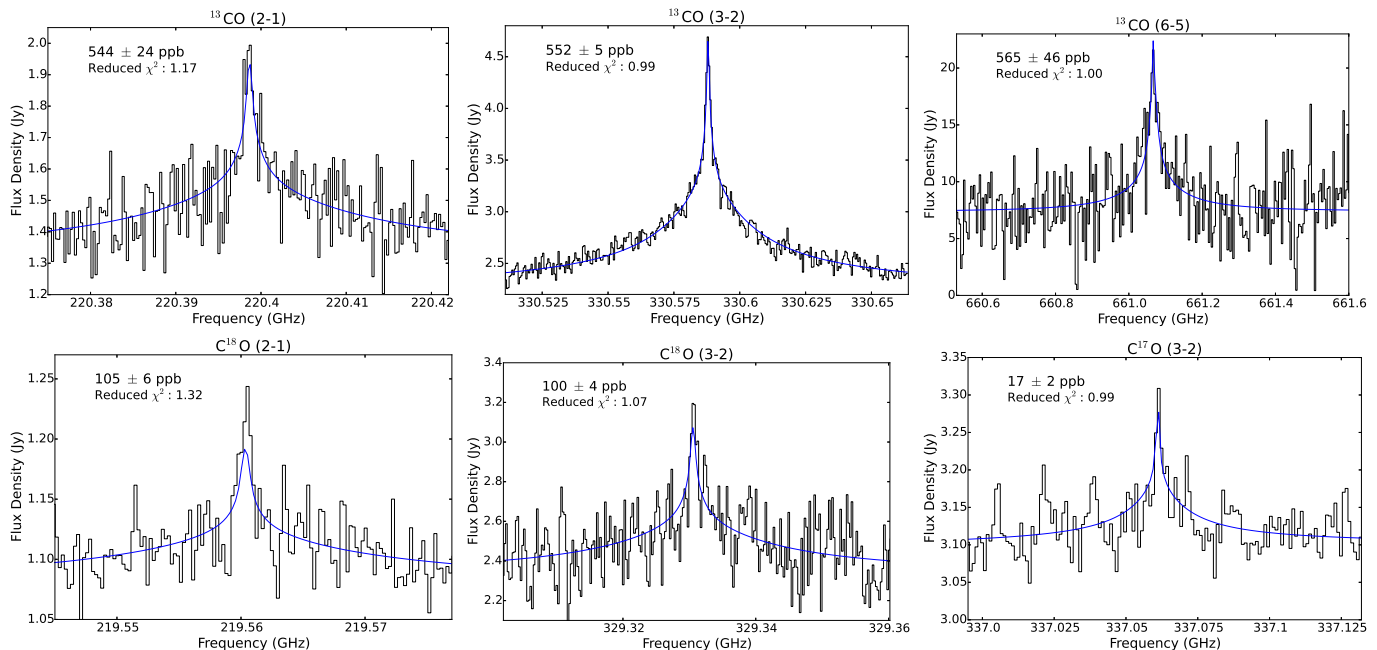 ¹³CO (2-1)
544 ± 24 ppb
Reduced χ² : 1.17
2.0
1.9
1.8
1.7
1.6
1.5
1.4
1.3
1.2
Flux Density (Jy)
220.38
220.39
220.4
220.41
220.42
Frequency (GHz)
¹³CO (3-2)
552 ± 5 ppb
Reduced χ² : 0.99
4.5
4.0
3.5
3.0
2.5
Flux Density (Jy)
330.525
330.55
330.575
330.6
330.625
330.65
Frequency (GHz)
¹³CO (6-5)
565 ± 46 ppb
Reduced χ² : 1.00
20
15
10
5
0
Flux Density (Jy)
660.6
660.8
661.0
661.2
661.4
661.6
Frequency (GHz)
C¹⁸O (2-1)
105 ± 6 ppb
Reduced χ² : 1.32
1.25
1.20
1.15
1.10
1.05
Flux Density (Jy)
219.55
219.56
219.57
Frequency (GHz)
C¹⁸O (3-2)
100 ± 4 ppb
Reduced χ² : 1.07
3.4
3.2
3.0
2.8
2.6
2.4
2.2
Flux Density (Jy)
329.32
329.34
329.36
Frequency (GHz)
C¹⁷O (3-2)
17 ± 2 ppb
Reduced χ² : 0.99
3.35
3.30
3.25
3.20
3.15
3.10
3.05
3.00
Flux Density (Jy)
337.0
337.025
337.05
337.075
337.1
337.125
Frequency (GHz)